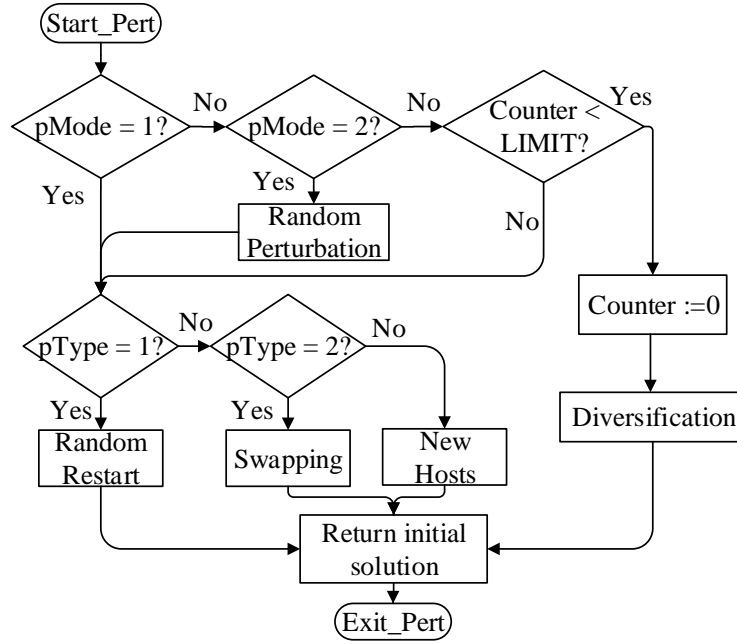 Start_Pert
pMode = 1?
No
pMode = 2?
No
Counter <
LIMIT?
Yes
Yes
Yes
No
Random
Perturbation
Counter :=0
pType = 1?
No
pType = 2?
No
Yes
Yes
Diversification
Random
Restart
Swapping
New
Hosts
Return initial
solution
Exit_Pert